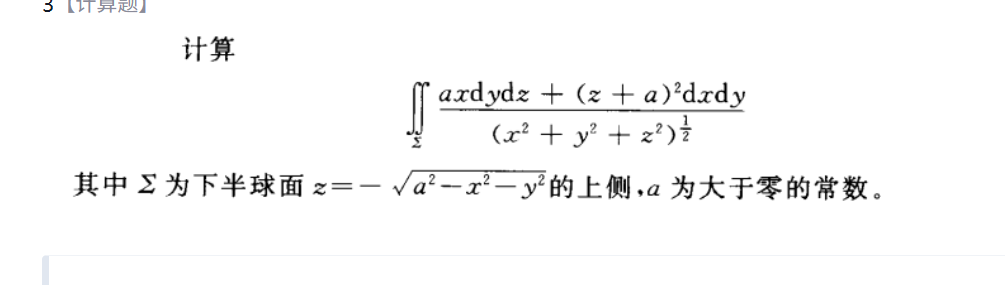 3【计算题】
计算
∬_Σ (axdydz + (z + a)²dxdy) / (x² + y² + z²)^{1/2}
其中 Σ 为下半球面 z=－√(a²－x²－y²)的上侧,a 为大于零的常数。